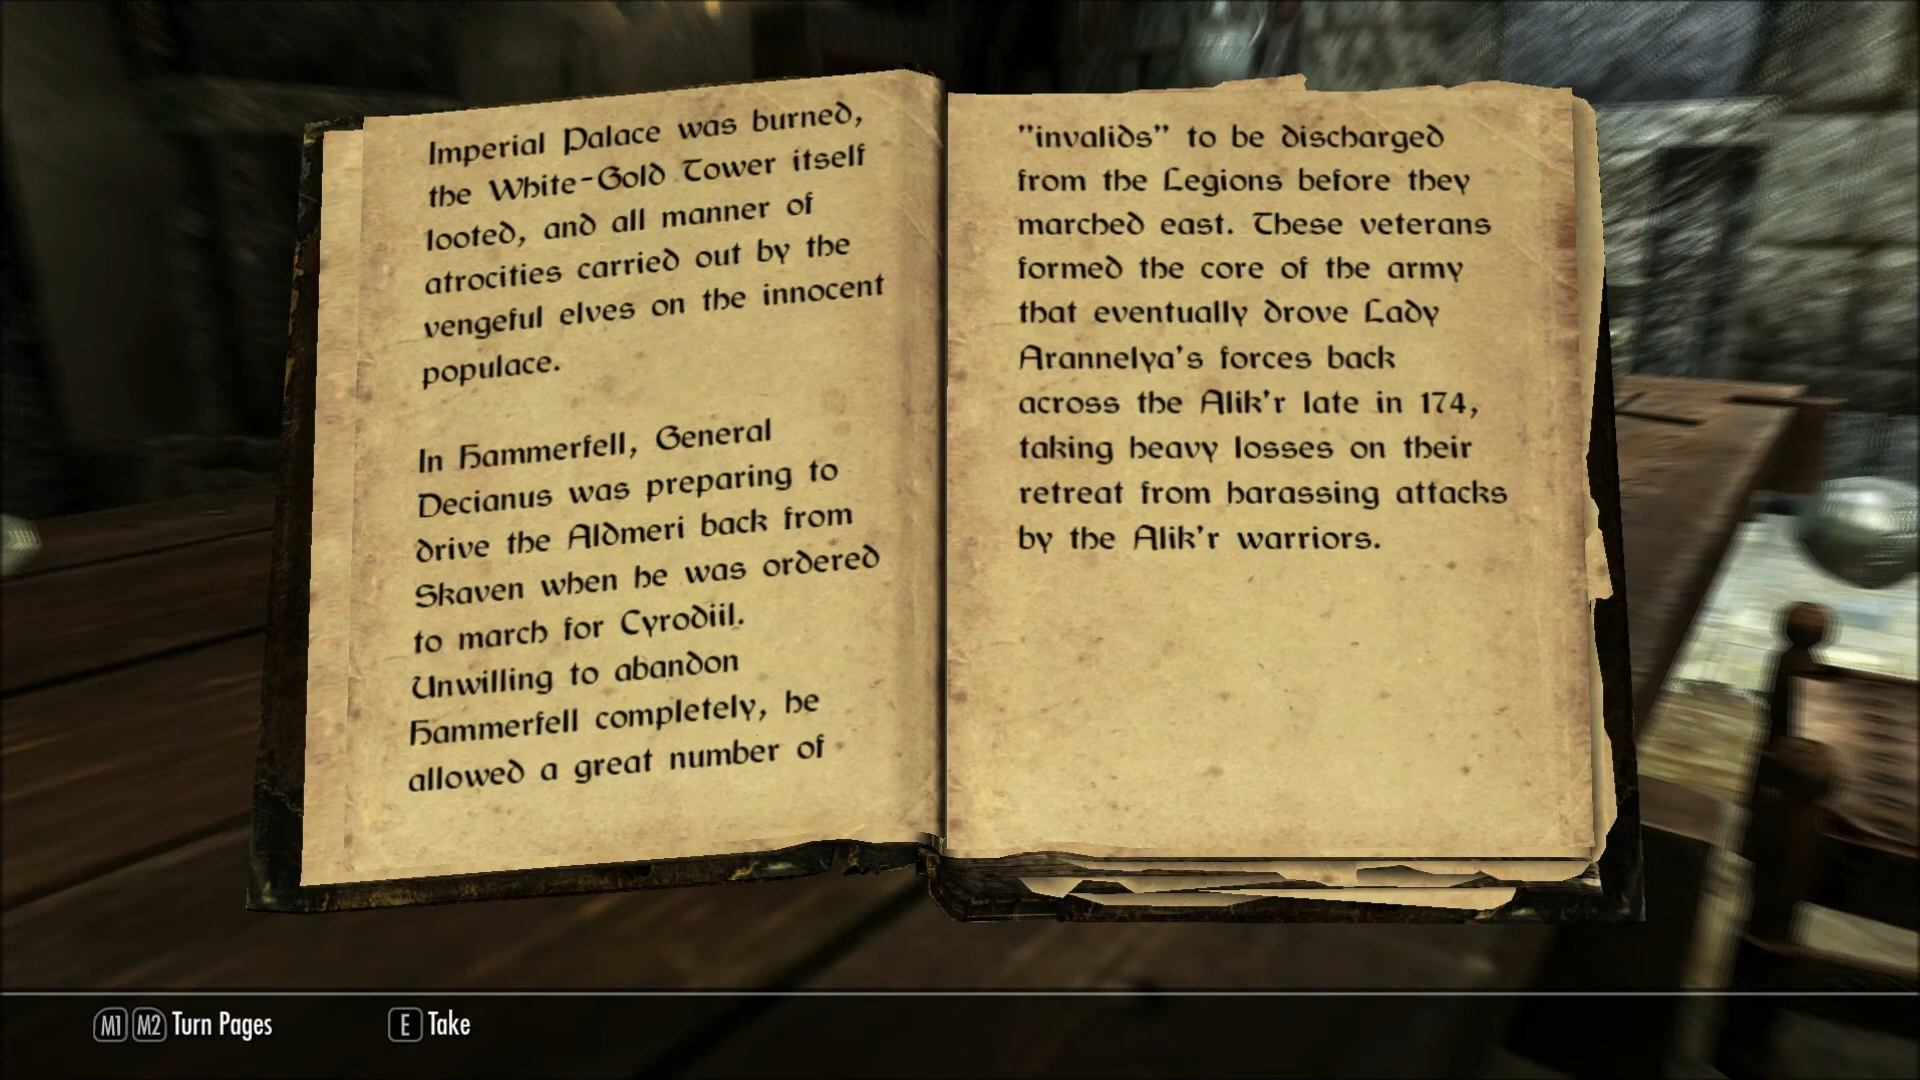 Imperial Palace was burned,
the White-Gold Tower itself
looted, and all manner of
atrocities carried out by the
vengeful elves on the innocent
populace.
In Hammerfell, General
Decianus was preparing to
drive the Aldmeri back from
Skaven when he was ordered
to march for Cyrodiil.
Unwilling to abandon
Hammerfell completely, he
allowed a great number of
"invalids" to be discharged
from the Legions before they
marched east. These veterans
formed the core of the army
that eventually drove Lady
Arannelya's forces back
across the Alik'r late in 174,
taking heavy losses on their
retreat from harassing attacks
by the Alik'r warriors.
M1 M2 Turn Pages
E Take